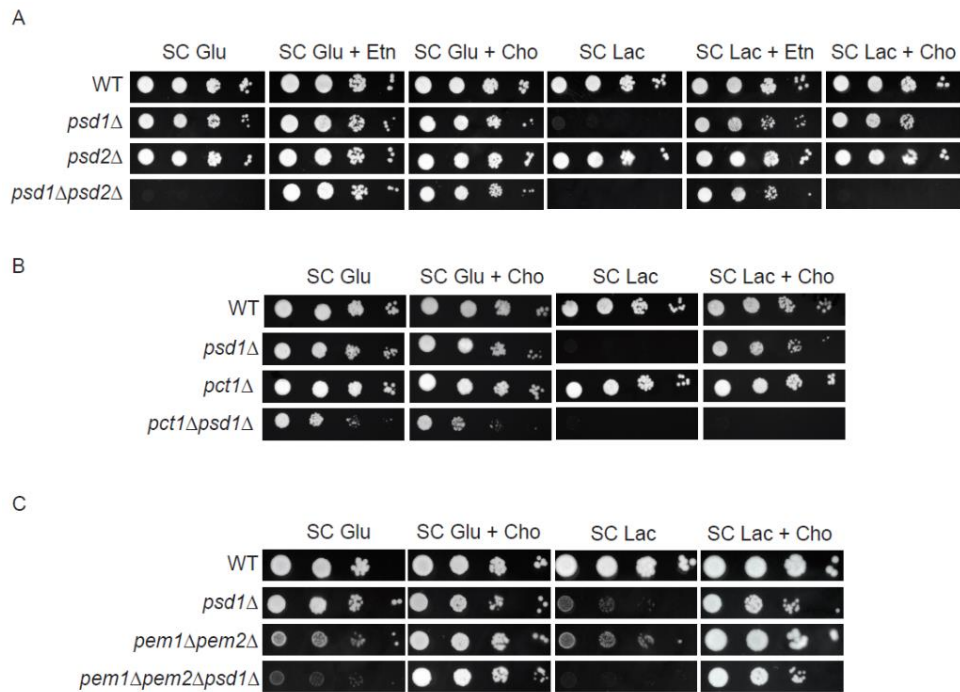 A
SC Glu SC Glu + Etn SC Glu + Cho SC Lac SC Lac + Etn SC Lac + Cho
WT
psd1Δ
psd2Δ
psd1Δpsd2Δ
B
SC Glu SC Glu + Cho SC Lac SC Lac + Cho
WT
psd1Δ
pct1Δ
pct1Δpsd1Δ
C
SC Glu SC Glu + Cho SC Lac SC Lac + Cho
WT
psd1Δ
pem1Δpem2Δ
pem1Δpem2Δpsd1Δ